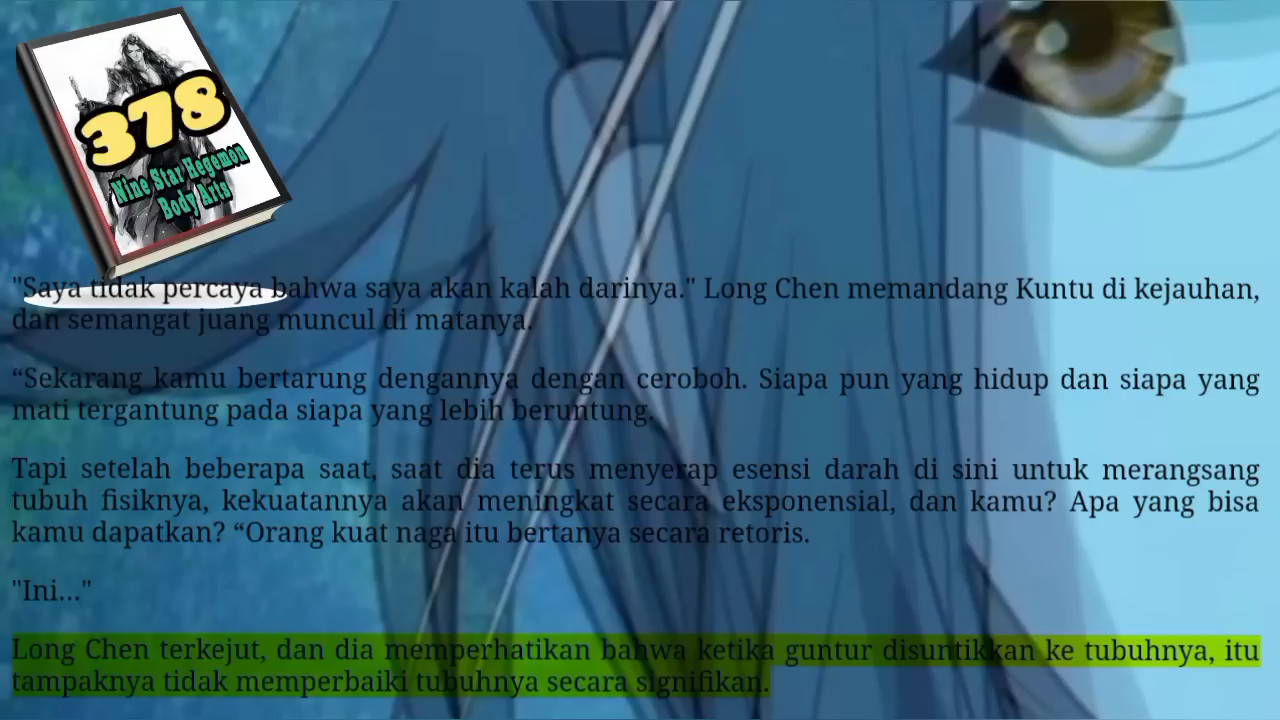 378
Nine Star Hegemon
Body Arts
"Saya tidak percaya bahwa saya akan kalah darinya." Long Chen memandang Kuntu di kejauhan,
dan semangat juang muncul di matanya.
“Sekarang kamu bertarung dengannya dengan ceroboh. Siapa pun yang hidup dan siapa yang
mati tergantung pada siapa yang lebih beruntung.
Tapi setelah beberapa saat, saat dia terus menyerap esensi darah di sini untuk merangsang
tubuh fisiknya, kekuatannya akan meningkat secara eksponensial, dan kamu? Apa yang bisa
kamu dapatkan? “Orang kuat naga itu bertanya secara retoris.
"Ini..."
Long Chen terkejut, dan dia memperhatikan bahwa ketika guntur disuntikkan ke tubuhnya, itu
tampaknya tidak memperbaiki tubuhnya secara signifikan.